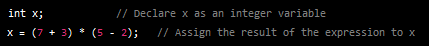 int x;          // Declare x as an integer variable
x = (7 + 3) * (5 - 2);   // Assign the result of the expression to x